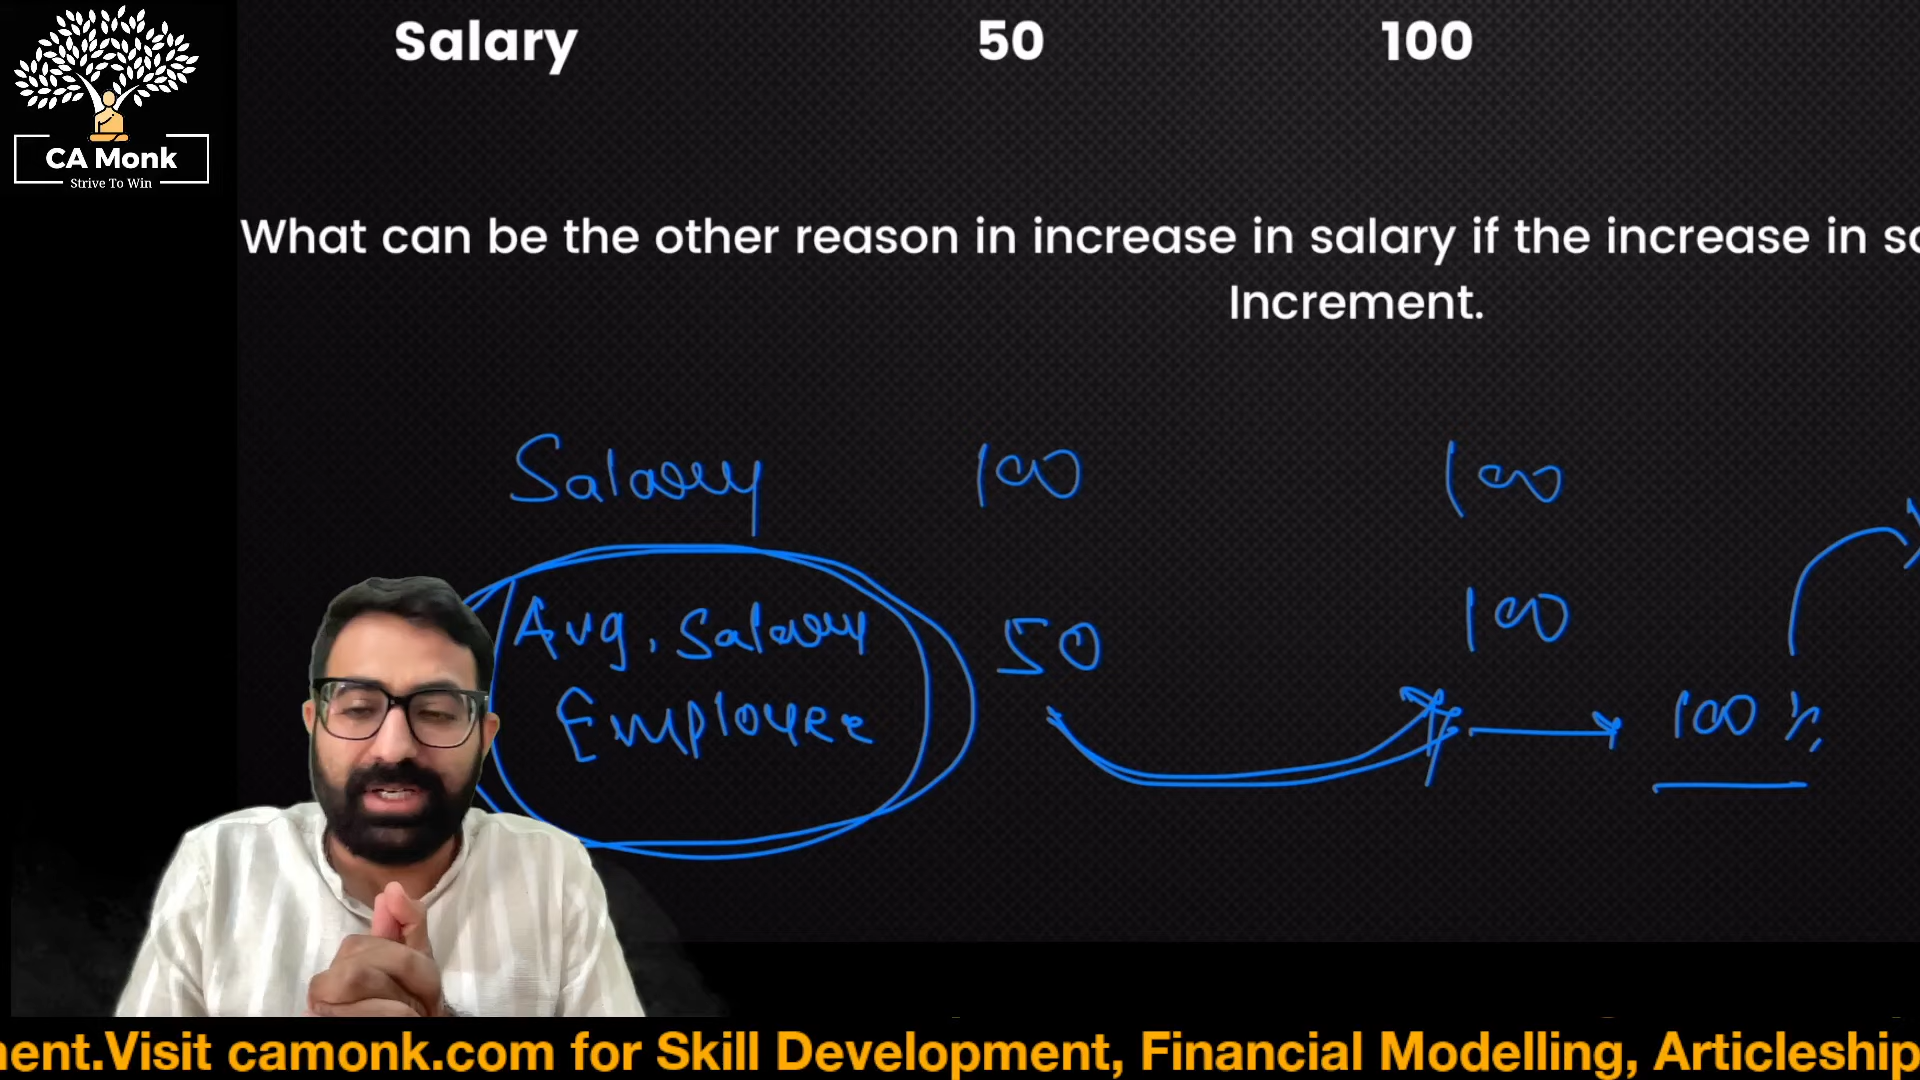 Salary 50 100
CA Monk
Strive To Win
What can be the other reason in increase in salary if the increase in
Increment.
Salary 100 100
Avg. Salary 50 100
Employee 100 %
Visit camonk.com for Skill Development, Financial Modelling, Articleship